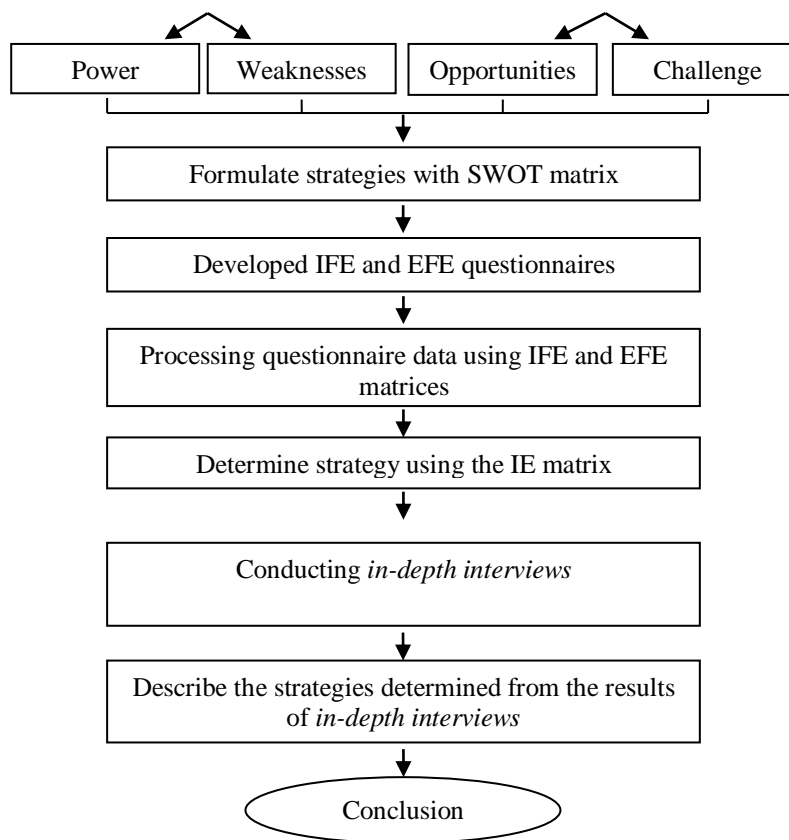 Power
Weaknesses
Opportunities
Challenge
Formulate strategies with SWOT matrix
Developed IFE and EFE questionnaires
Processing questionnaire data using IFE and EFE
matrices
Determine strategy using the IE matrix
Conducting in-depth interviews
Describe the strategies determined from the results
of in-depth interviews
Conclusion